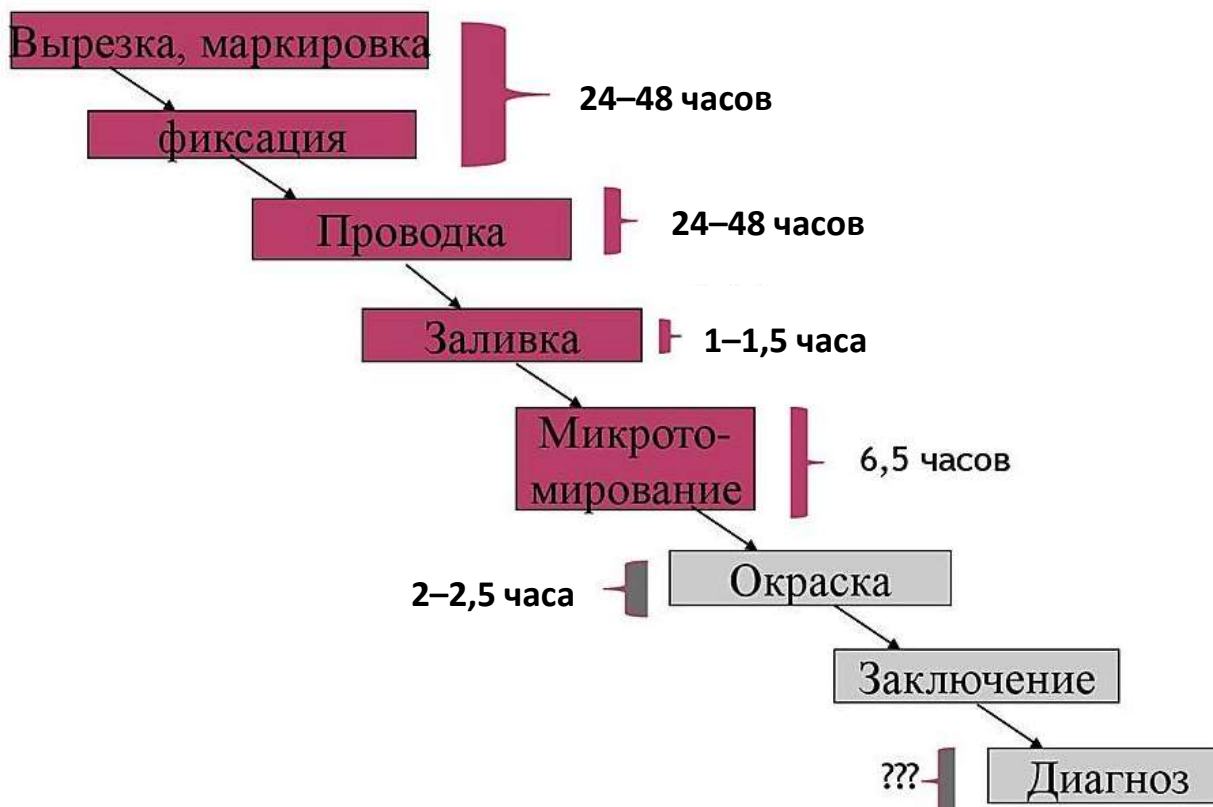 Вырезка, маркировка
24–48 часов
фиксация
Проводка
24–48 часов
Заливка
1–1,5 часа
Микрото-
мирование
6,5 часов
Окраска
2–2,5 часа
Заключение
???
Диагноз